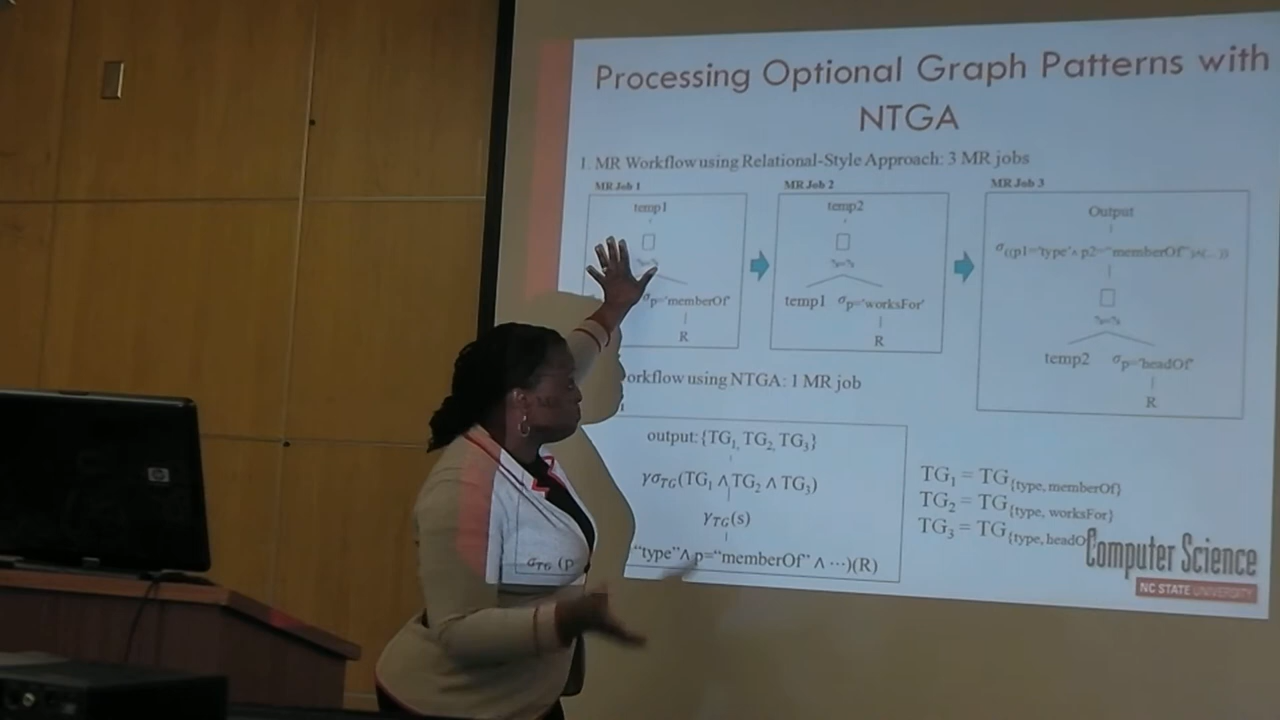 Processing Optional Graph Patterns with
NTGA
1. MR Workflow using Relational-Style Approach: 3 MR jobs
MR Job 1
MR Job 2
MR Job 3
temp1
σp='memberOf'
R
temp2
temp1 σp='worksFor'
R
Output
σ((p1='type'∧ p2='memberOf')∧(...))
temp2 σp='headOf'
R
orkflow using NTGA: 1 MR job
output: {TG1, TG2, TG3}
γσTG(TG1 ∧ TG2 ∧ TG3)
γTG(s)
σTG (p "type"∧ p="memberOf" ∧ ⋯)(R)
TG1 = TG{type, memberOf}
TG2 = TG{type, worksFor}
TG3 = TG{type, headO
Computer Science
NC STATE UNIVERSITY
hp